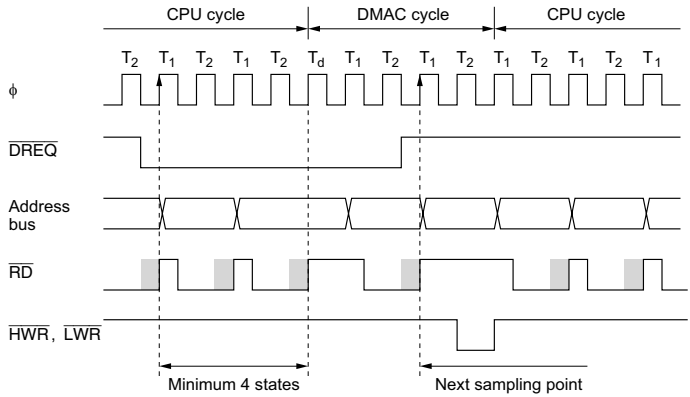 CPU cycle DMAC cycle CPU cycle
T2 T1 T2 T1 T2 Td T1 T2 T1 T2 T1 T2 T1 T2 T1
φ
DREQ
Address
bus
RD
HWR, LWR
Minimum 4 states Next sampling point